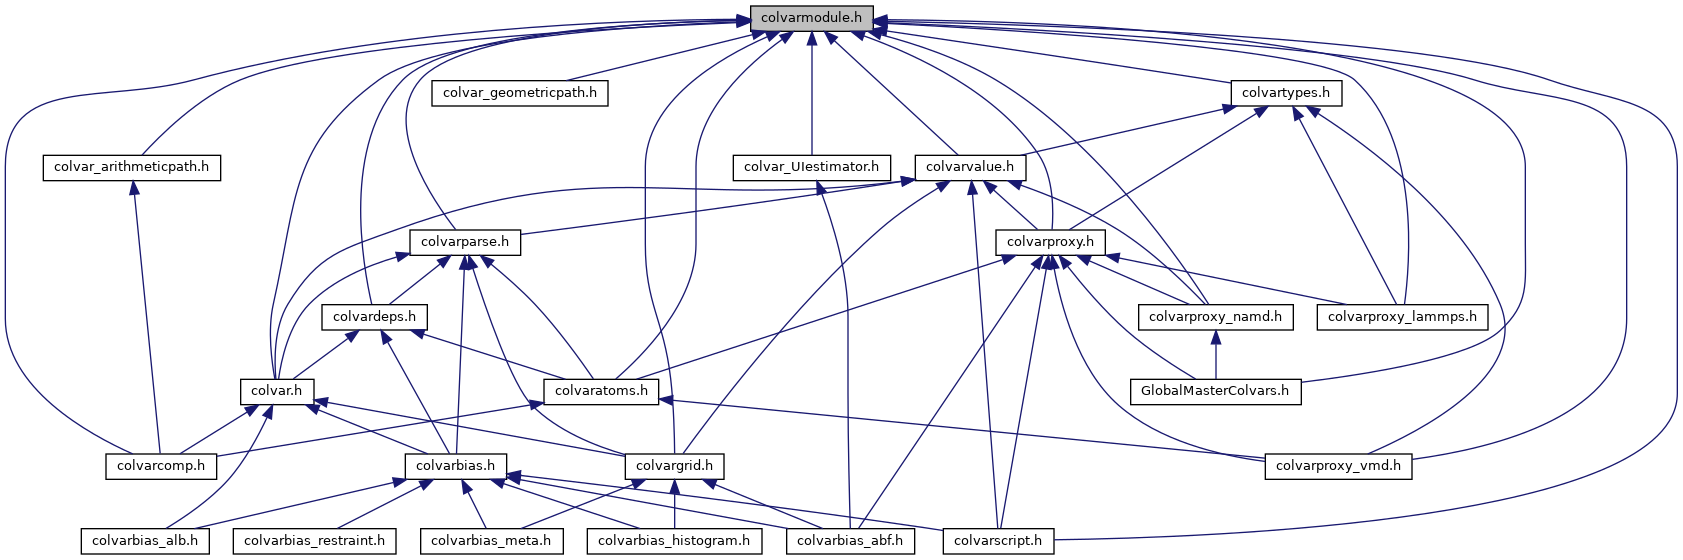 colvarmodule.h
colvar_geometricpath.h
colvartypes.h
colvar_arithmeticpath.h
colvar_UIestimator.h
colvarvalue.h
colvarparse.h
colvarproxy.h
colvardeps.h
colvarproxy_namd.h
colvarproxy_lammps.h
colvar.h
colvaratoms.h
GlobalMasterColvars.h
colvarcomp.h
colvarbias.h
colvargrid.h
colvarproxy_vmd.h
colvarbias_alb.h
colvarbias_restraint.h
colvarbias_meta.h
colvarbias_histogram.h
colvarbias_abf.h
colvarscript.h